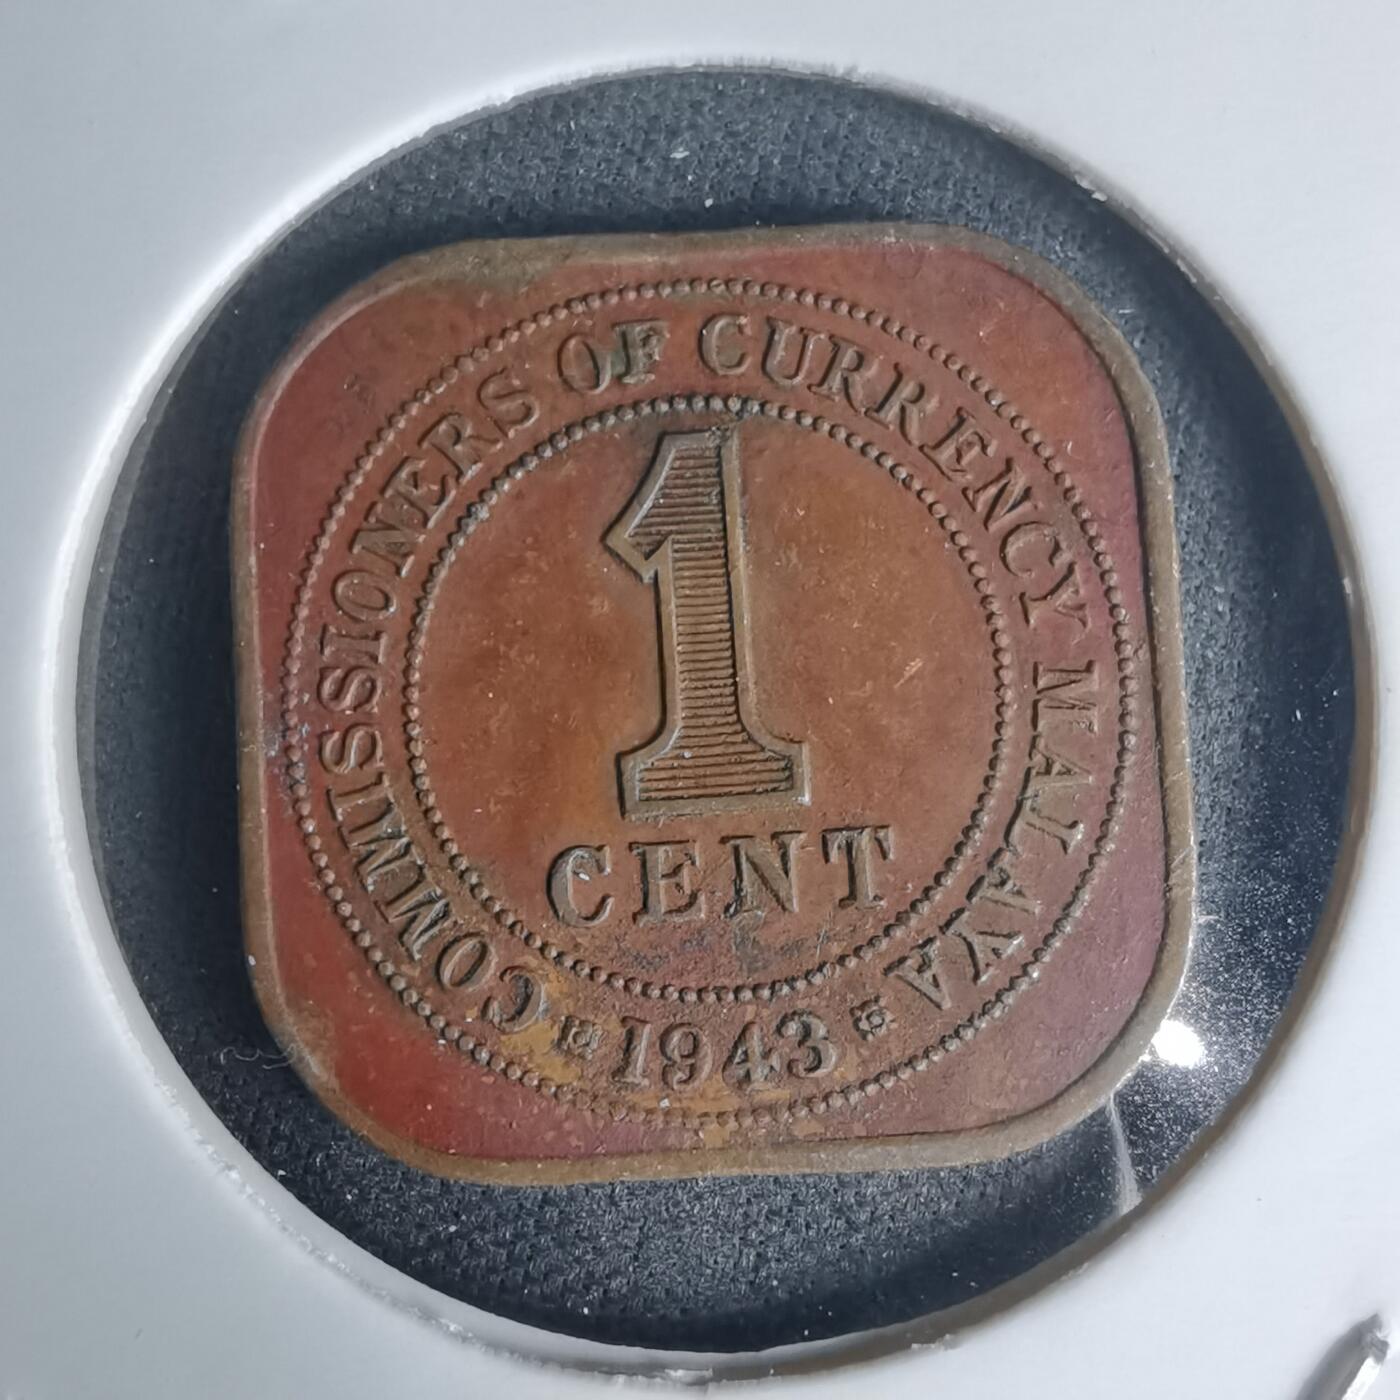 COMMISSIONERS OF CURRENCY MALAYA
1
CENT
1943